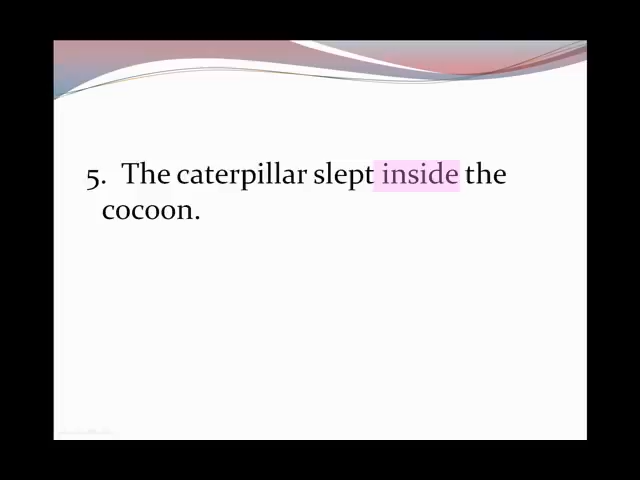 5. The caterpillar slept inside the
cocoon.